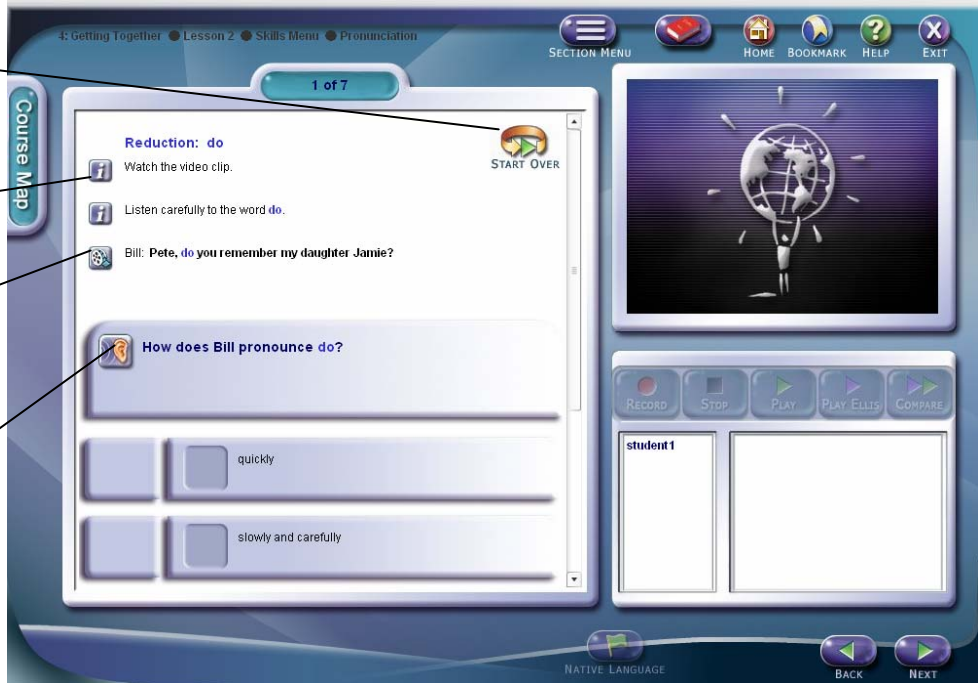 4: Getting Together ● Lesson 2 ● Skills Menu ● Pronunciation
SECTION MENU
HOME
BOOKMARK
HELP
EXIT
Course Map
1 of 7
Reduction: do
START OVER
Watch the video clip.
Listen carefully to the word do.
Bill: Pete, do you remember my daughter Jamie?
How does Bill pronounce do?
quickly
slowly and carefully
RECORD
STOP
PLAY
PLAY ELLIS
COMPARE
student1
NATIVE LANGUAGE
BACK
NEXT